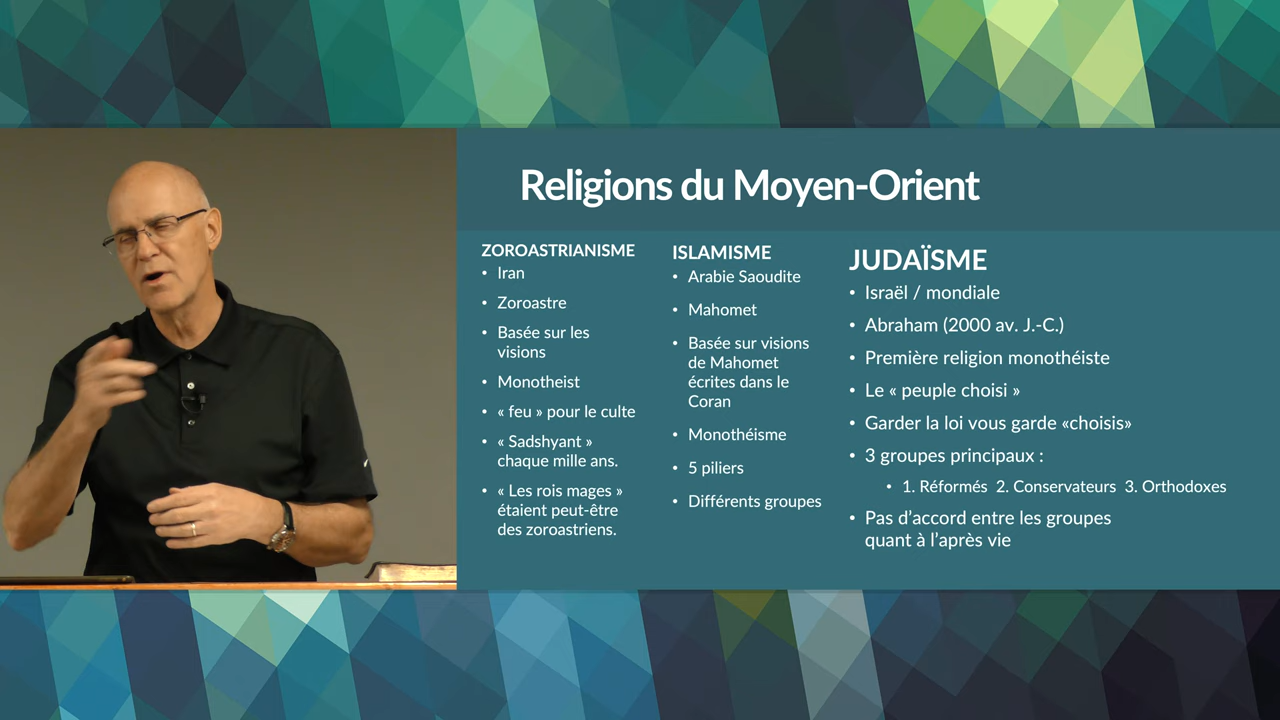 Religions du Moyen-Orient
ZOROASTRIANISME
• Iran
• Zoroastre
• Basée sur les
visions
• Monotheist
• « feu » pour le culte
• « Sadshyant »
chaque mille ans.
• « Les rois mages »
étaient peut-être
des zoroastriens.
ISLAMISME
• Arabie Saoudite
• Mahomet
• Basée sur visions
de Mahomet
écrites dans le
Coran
• Monothéisme
• 5 piliers
• Différents groupes
JUDAÏSME
• Israël / mondiale
• Abraham (2000 av. J.-C.)
• Première religion monothéiste
• Le « peuple choisi »
• Garder la loi vous garde «choisis»
• 3 groupes principaux :
• 1. Réformés 2. Conservateurs 3. Orthodoxes
• Pas d’accord entre les groupes
quant à l’après vie